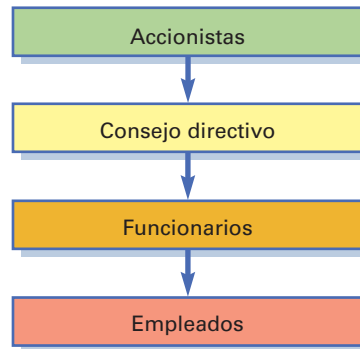 Accionistas
Consejo directivo
Funcionarios
Empleados